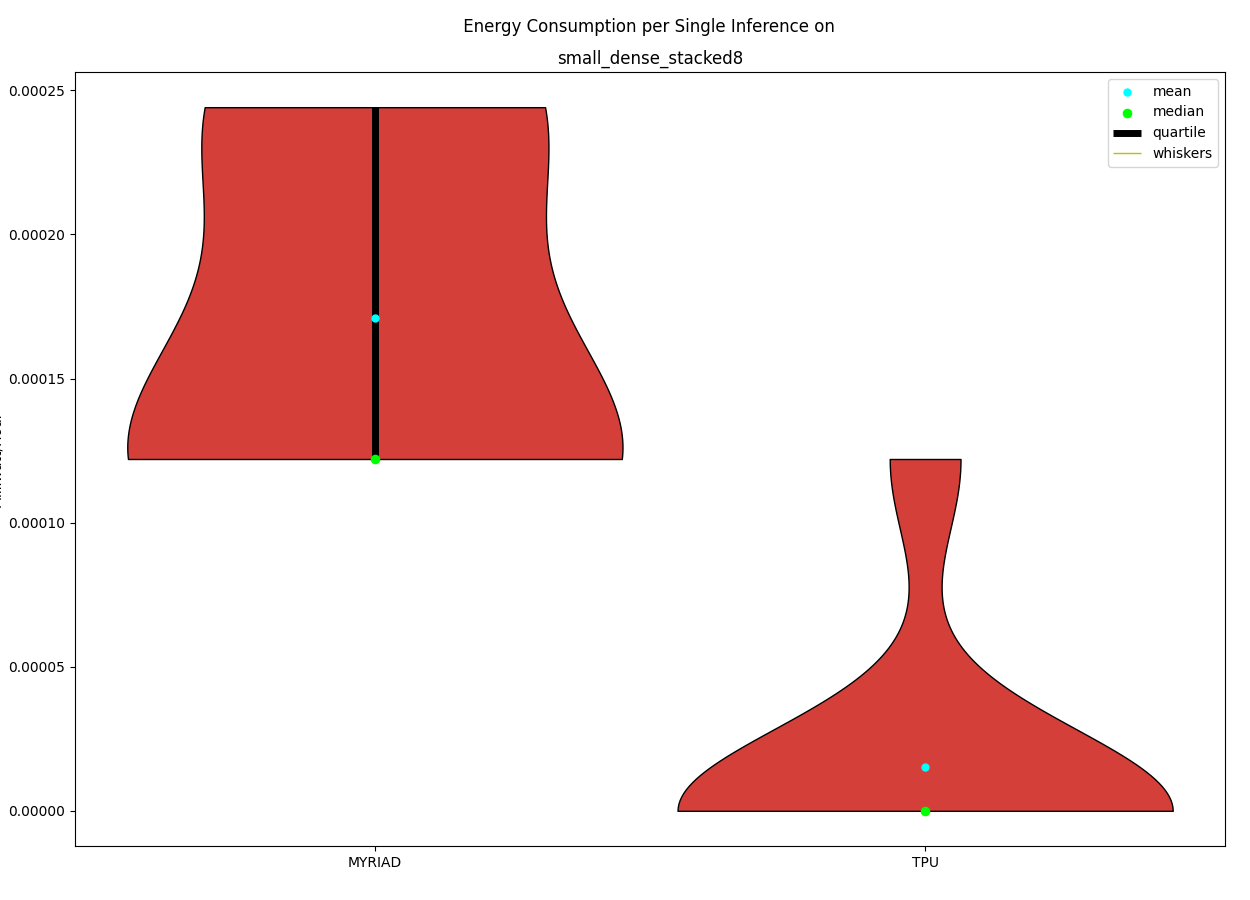 Energy Consumption per Single Inference on
small_dense_stacked8
mean
median
quartile
whiskers
0.00025
0.00020
0.00015
0.00010
0.00005
0.00000
MYRIAD
TPU